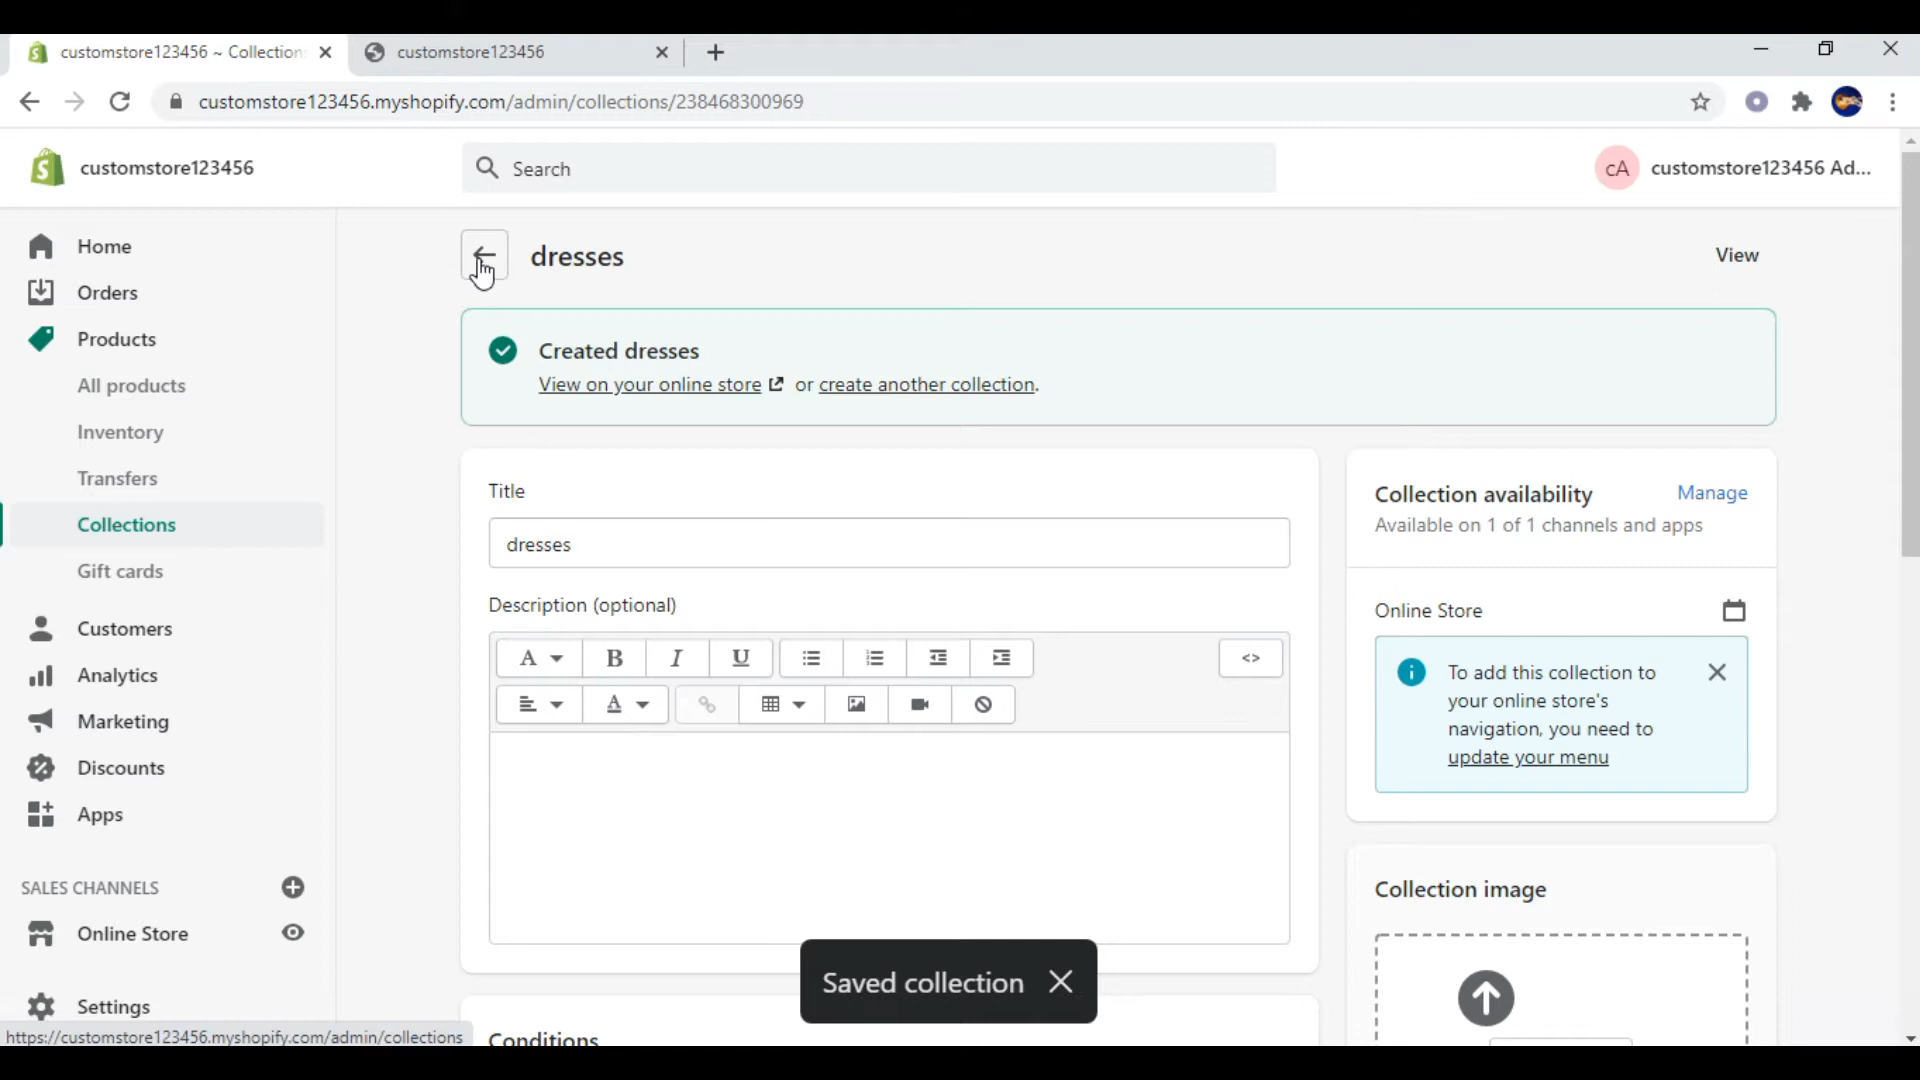 customstore123456 ~ Collection
customstore123456
customstore123456.myshopify.com/admin/collections/238468300969
customstore123456
Search
cA customstore123456 Ad...
Home
Orders
Products
All products
Inventory
Transfers
Collections
Gift cards
Customers
Analytics
Marketing
Discounts
Apps
SALES CHANNELS
Online Store
Settings
https://customstore123456.myshopify.com/admin/collections
dresses
View
Created dresses
View on your online store or create another collection.
Title
dresses
Description (optional)
A B I U <>
A
Saved collection
Conditions
Collection availability Manage
Available on 1 of 1 channels and apps
Online Store
To add this collection to
your online store's
navigation, you need to
update your menu
Collection image